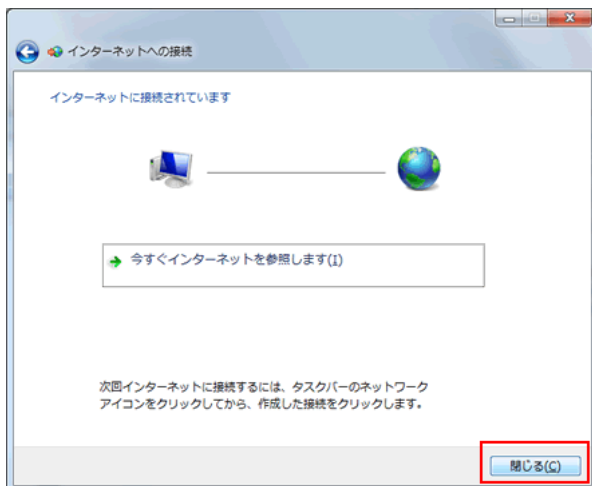 インターネットへの接続
インターネットに接続されています
今すぐインターネットを参照します(I)
次回インターネットに接続するには、タスクバーのネットワーク
アイコンをクリックしてから、作成した接続をクリックします。
閉じる(C)